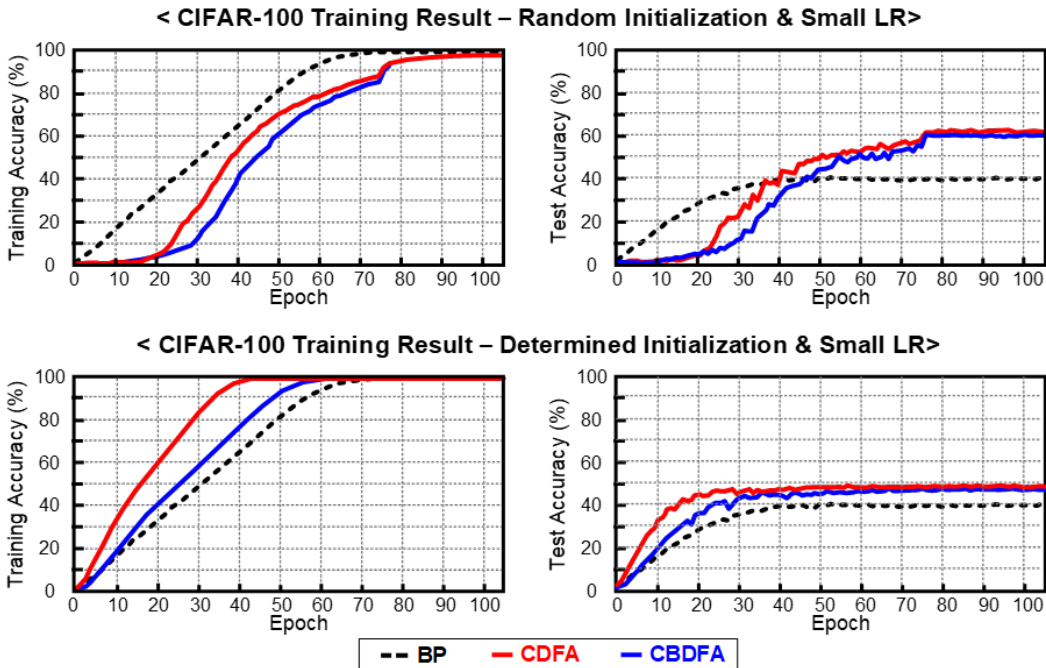 < CIFAR-100 Training Result – Random Initialization & Small LR>
Training Accuracy (%)
100
80
60
40
20
0
0 10 20 30 40 50 60 70 80 90 100
Epoch
Test Accuracy (%)
100
80
60
40
20
0
0 10 20 30 40 50 60 70 80 90 100
Epoch
< CIFAR-100 Training Result – Determined Initialization & Small LR>
Training Accuracy (%)
100
80
60
40
20
0
0 10 20 30 40 50 60 70 80 90 100
Epoch
Test Accuracy (%)
100
80
60
40
20
0
0 10 20 30 40 50 60 70 80 90 100
Epoch
BP CDFA CBDFA